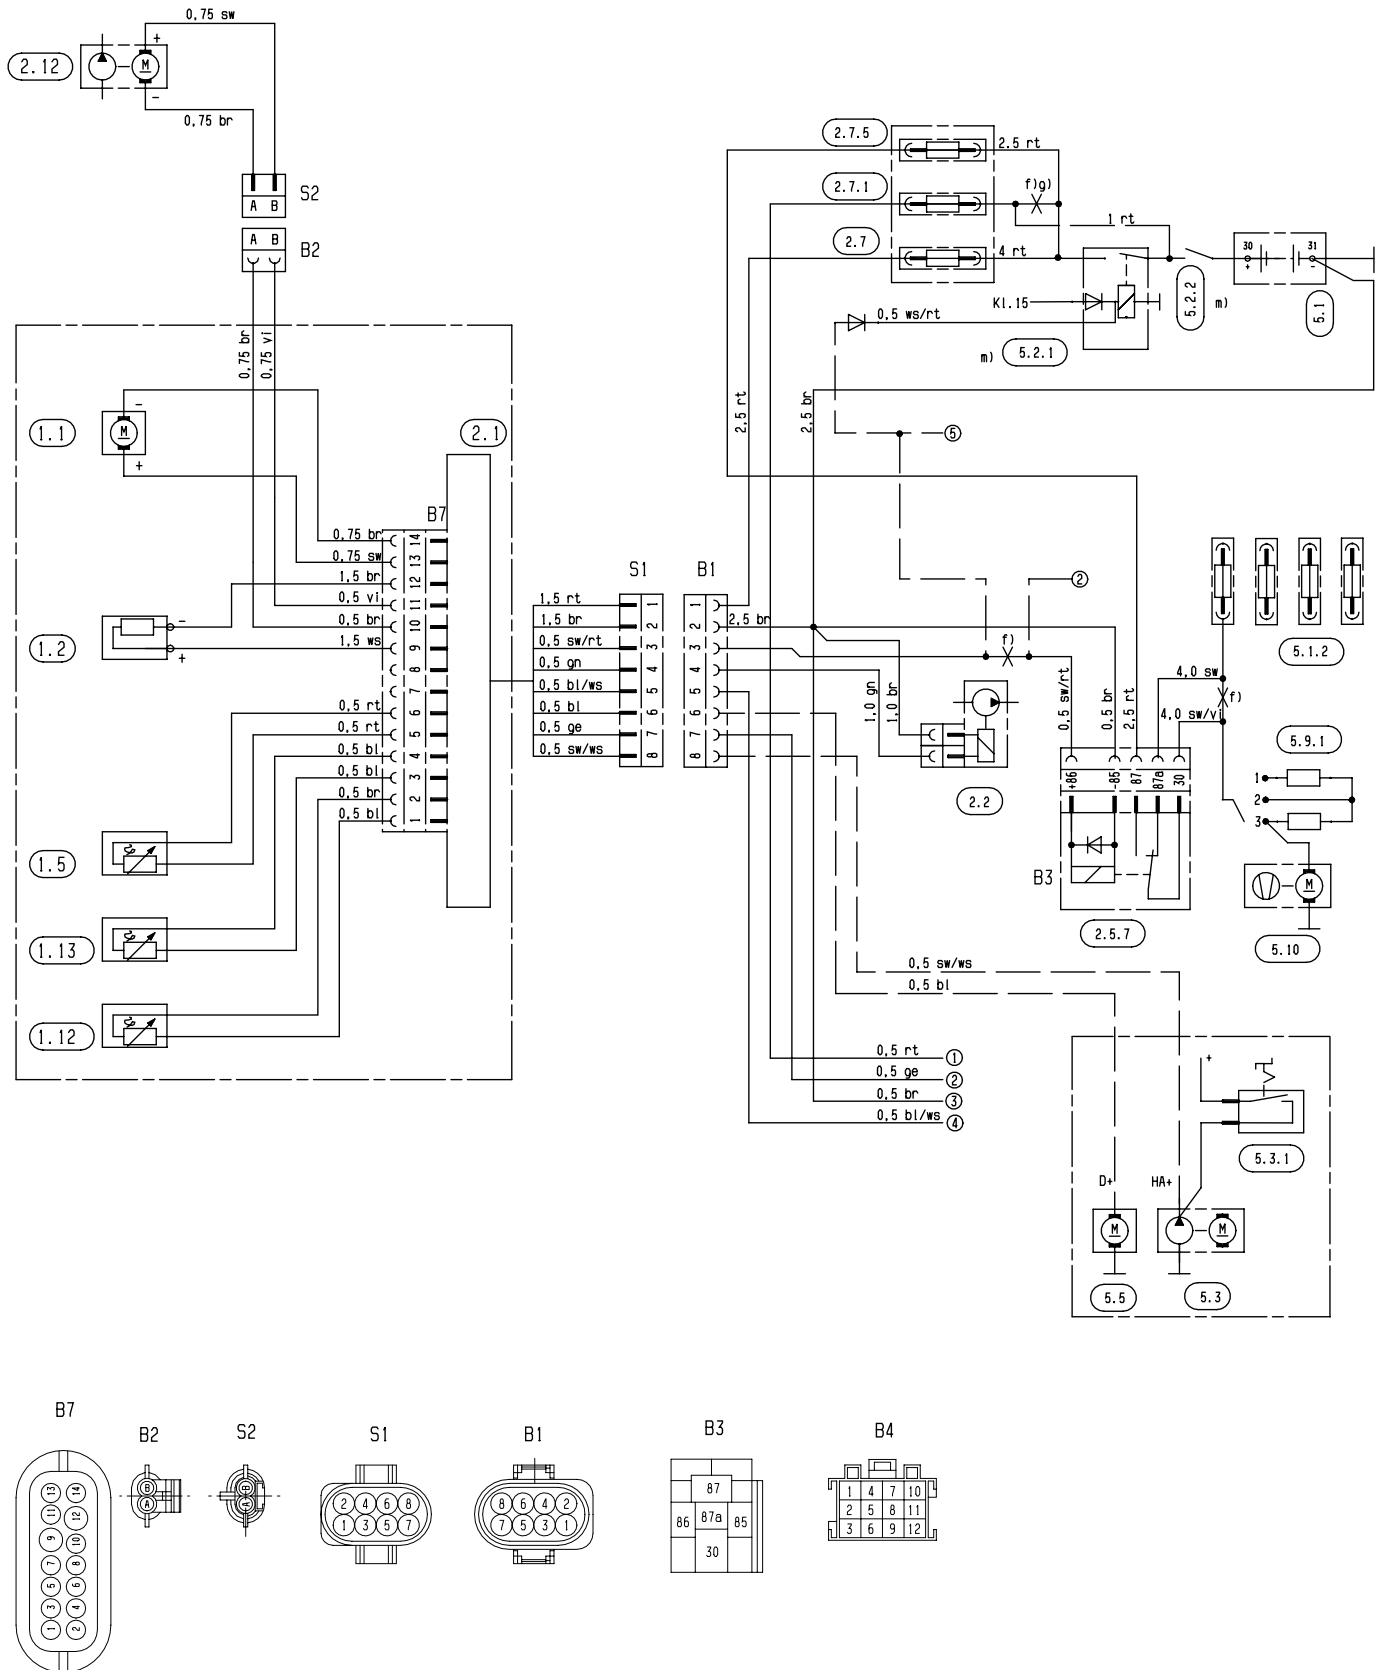 0,75 sw
+
2.12
M
-
0,75 br
S2
A B
A B
B2
0,75 br
0,75 vi
2.7.5
2.5 rt
2.7.1
f)g)
1 rt
2.7
4 rt
30
+
31
-
Kl.15
5.2.2
m)
5.1
0,5 ws/rt
m)
5.2.1
2,5 rt
2,5 br
5
1.1
-
M
+
2.1
B7
0,75 br
14
0,75 sw
13
1,5 br
12
0,5 vi
11
0,5 br
10
1,5 ws
9
8
7
0,5 rt
6
0,5 rt
5
0,5 bl
4
0,5 bl
3
0,5 br
2
0,5 bl
1
1.2
-
+
1.5
1.13
1.12
S1
B1
1,5 rt
1
1
1,5 br
2
2
2,5 br
0,5 sw/rt
3
3
0,5 gn
4
4
0,5 bl/ws
5
5
0,5 bl
6
6
0,5 ge
7
7
0,5 sw/ws
8
8
2
f)
1,0 gn
1,0 br
2.2
0,5 sw/rt
0,5 br
2,5 rt
4,0 sw
f)
4,0 sw/vi
5.1.2
5.9.1
1
2
3
+86
-85
87
87a
30
B3
2.5.7
M
5.10
0,5 sw/ws
0,5 bl
0,5 rt
1
0,5 ge
2
0,5 br
3
0,5 bl/ws
4
+
5.3.1
D+
HA+
M
M
5.5
5.3
B7
13 14
11 12
9 10
7 8
5 6
3 4
1 2
B2
B
A
S2
B
A
S1
2 4 6 8
1 3 5 7
B1
8 6 4 2
7 5 3 1
B3
87
86 87a 85
30
B4
1 4 7 10
2 5 8 11
3 6 9 12